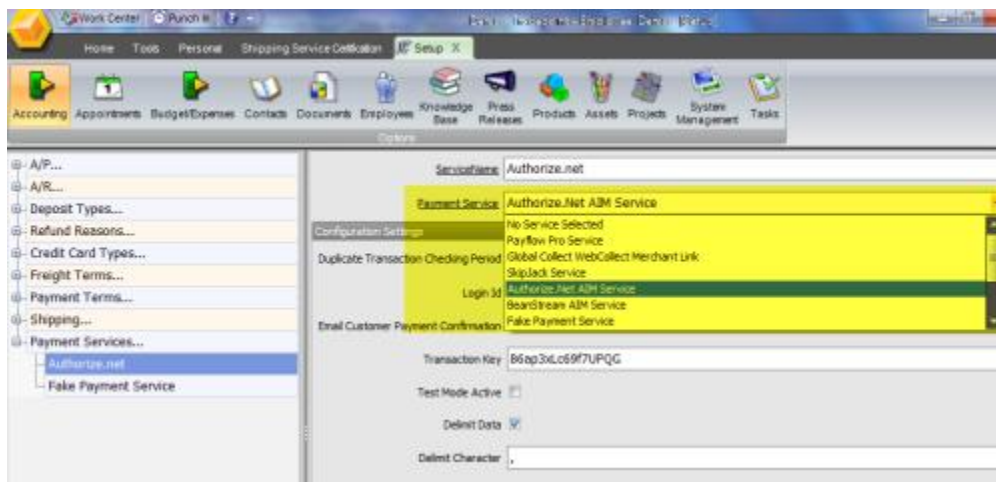 Work Center Punch In
Home Tools Personal Shipping Service Certification Setup X
Accounting Appointments Budget/Expenses Contacts Documents Employees Knowledge Base Press Releases Products Assets Projects System Management Tasks
Options
A/P...
A/R...
Deposit Types...
Refund Reasons...
Credit Card Types...
Freight Terms...
Payment Terms...
Shipping...
Payment Services...
Authorize.net
Fake Payment Service
ServiceName Authorize.net
Payment Service Authorize.Net AIM Service
No Service Selected
Payflow Pro Service
Configuration Settings
Global Collect WebCollect Merchant Link
Duplicate Transaction Checking Period
SkipJack Service
Login Id
Authorize.Net AIM Service
BeanStream AIM Service
Email Customer Payment Confirmation
Fake Payment Service
Transaction Key B6ap3xLc69f7UPQG
Test Mode Active
Delimit Data
Delimit Character ,